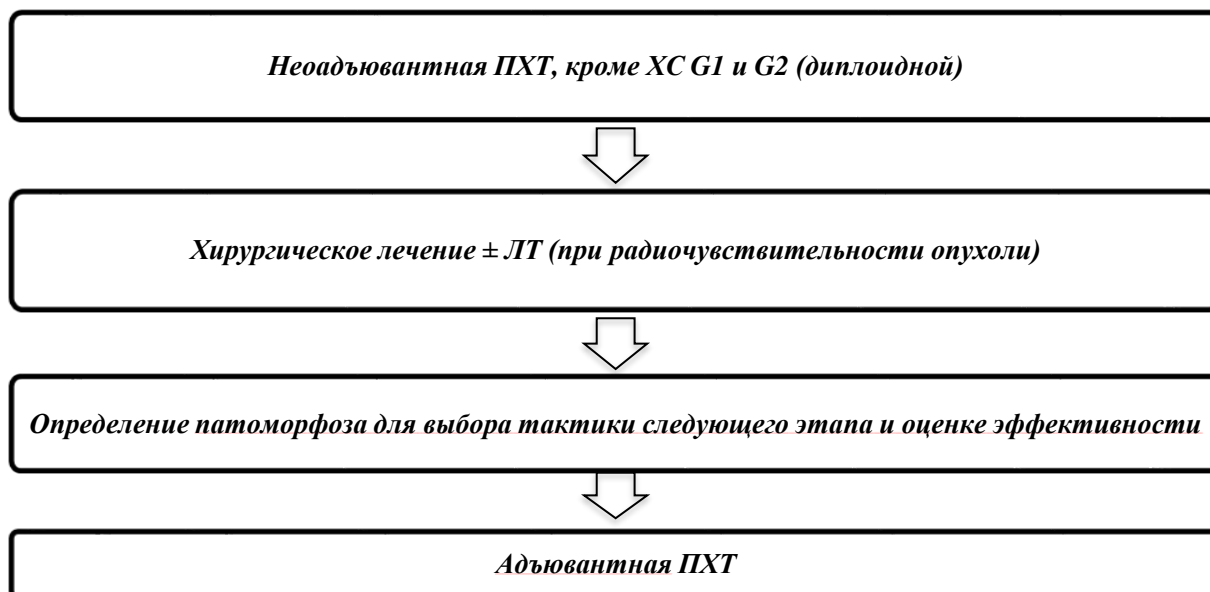 Неоадъювантная ПХТ, кроме ХС G1 и G2 (диплоидной)
Хирургическое лечение ± ЛТ (при радиочувствительности опухоли)
Определение патоморфоза для выбора тактики следующего этапа и оценке эффективности
Адъювантная ПХТ